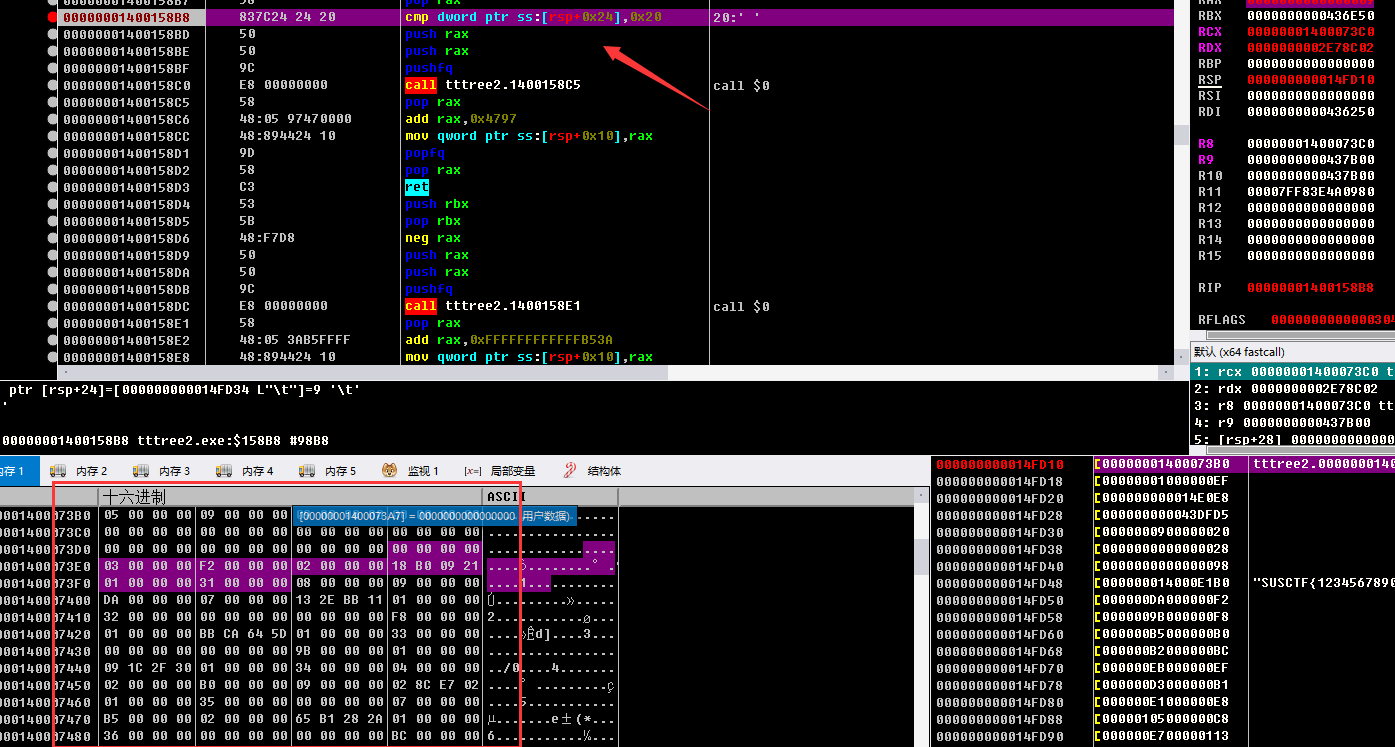 00000001400158B8 837C24 24 20 cmp dword ptr ss:[rsp+0x24],0x20 20:' '
00000001400158BD 50 push rax
00000001400158BE 50 push rax
00000001400158BF 9C pushfq
00000001400158C0 E8 00000000 call tttree2.1400158C5 call $0
00000001400158C5 58 pop rax
00000001400158C6 48:05 97470000 add rax,0x4797
00000001400158CC 48:894424 10 mov qword ptr ss:[rsp+0x10],rax
00000001400158D1 9D popfq
00000001400158D2 58 pop rax
00000001400158D3 C3 ret
00000001400158D4 53 push rbx
00000001400158D5 5B pop rbx
00000001400158D6 48:F7D8 neg rax
00000001400158D9 50 push rax
00000001400158DA 50 push rax
00000001400158DB 9C pushfq
00000001400158DC E8 00000000 call tttree2.1400158E1 call $0
00000001400158E1 58 pop rax
00000001400158E2 48:05 3AB5FFFF add rax,0xFFFFFFFFFFFFB53A
00000001400158E8 48:894424 10 mov qword ptr ss:[rsp+0x10],rax
RBX 0000000000436E50
RCX 00000001400073C0
RDX 0000000002E78C02
RBP 0000000000000000
RSP 000000000014FD10
RSI 0000000000000000
RDI 0000000000436250
R8 00000001400073C0
R9 0000000000437B00
R10 0000000000437B00
R11 00007FF83E4A0980
R12 0000000000000000
R13 0000000000000000
R14 0000000000000000
R15 0000000000000000
RIP 00000001400158B8
RFLAGS 000000000000030
默认 (x64 fastcall)
1: rcx 00000001400073C0 t
2: rdx 0000000002E78C02
3: r8 00000001400073C0 tt
4: r9 0000000000437B00
5: [rsp+28] 0000000000000
ptr [rsp+24]=[000000000014FD34 L"\t"]=9 '\t'
'
00000001400158B8 tttree2.exe:$158B8 #98B8
内存 1 内存 2 内存 3 内存 4 内存 5 监视 1 [x=] 局部变量 结构体
十六进制 ASCII
0001400073B0 05 00 00 00 09 00 00 00 [00000001400078A7] = 0000000000000000 (用户数据)
0001400073C0 00 00 00 00 00 00 00 00 00 00 00 00 00 00 00 00 ................
0001400073D0 00 00 00 00 00 00 00 00 00 00 00 00 00 00 00 00 ................
0001400073E0 03 00 00 00 F2 00 00 00 02 00 00 00 18 B0 09 21
0001400073F0 01 00 00 00 31 00 00 00 08 00 00 00 09 00 00 00 ....1...........
000140007400 DA 00 00 00 07 00 00 00 13 2E BB 11 01 00 00 00
000140007410 32 00 00 00 00 00 00 00 00 00 00 00 F8 00 00 00 2...........ø...
000140007420 01 00 00 00 BB CA 64 5D 01 00 00 00 33 00 00 00 ....»Êd]....3...
000140007430 00 00 00 00 00 00 00 00 9B 00 00 00 01 00 00 00 ................
000140007440 09 1C 2F 30 01 00 00 00 34 00 00 00 04 00 00 00 ../0....4.......
000140007450 02 00 00 00 B0 00 00 00 09 00 00 00 02 8C E7 02
000140007460 01 00 00 00 35 00 00 00 00 00 00 00 07 00 00 00 ....5...........
000140007470 B5 00 00 00 02 00 00 00 65 B1 28 2A 01 00 00 00 µ.......e±(*....
000140007480 36 00 00 00 00 00 00 00 00 00 00 00 BC 00 00 00 6...........¼...
000000000014FD10 00000001400073B0 tttree2.000000014
000000000014FD18 00000001000000EF
000000000014FD20 000000000014E0E8
000000000014FD28 000000000043DFD5
000000000014FD30 0000000900000020
000000000014FD38 0000000000000028
000000000014FD40 0000000000000098
000000000014FD48 000000014000E1B0 "SUSCTF{1234567890
000000000014FD50 000000DA000000F2
000000000014FD58 0000009B000000F8
000000000014FD60 000000B5000000B0
000000000014FD68 000000B2000000BC
000000000014FD70 000000EB000000EF
000000000014FD78 000000D3000000B1
000000000014FD80 000000E1000000E8
000000000014FD88 00000105000000C8
000000000014FD90 000000E700000113